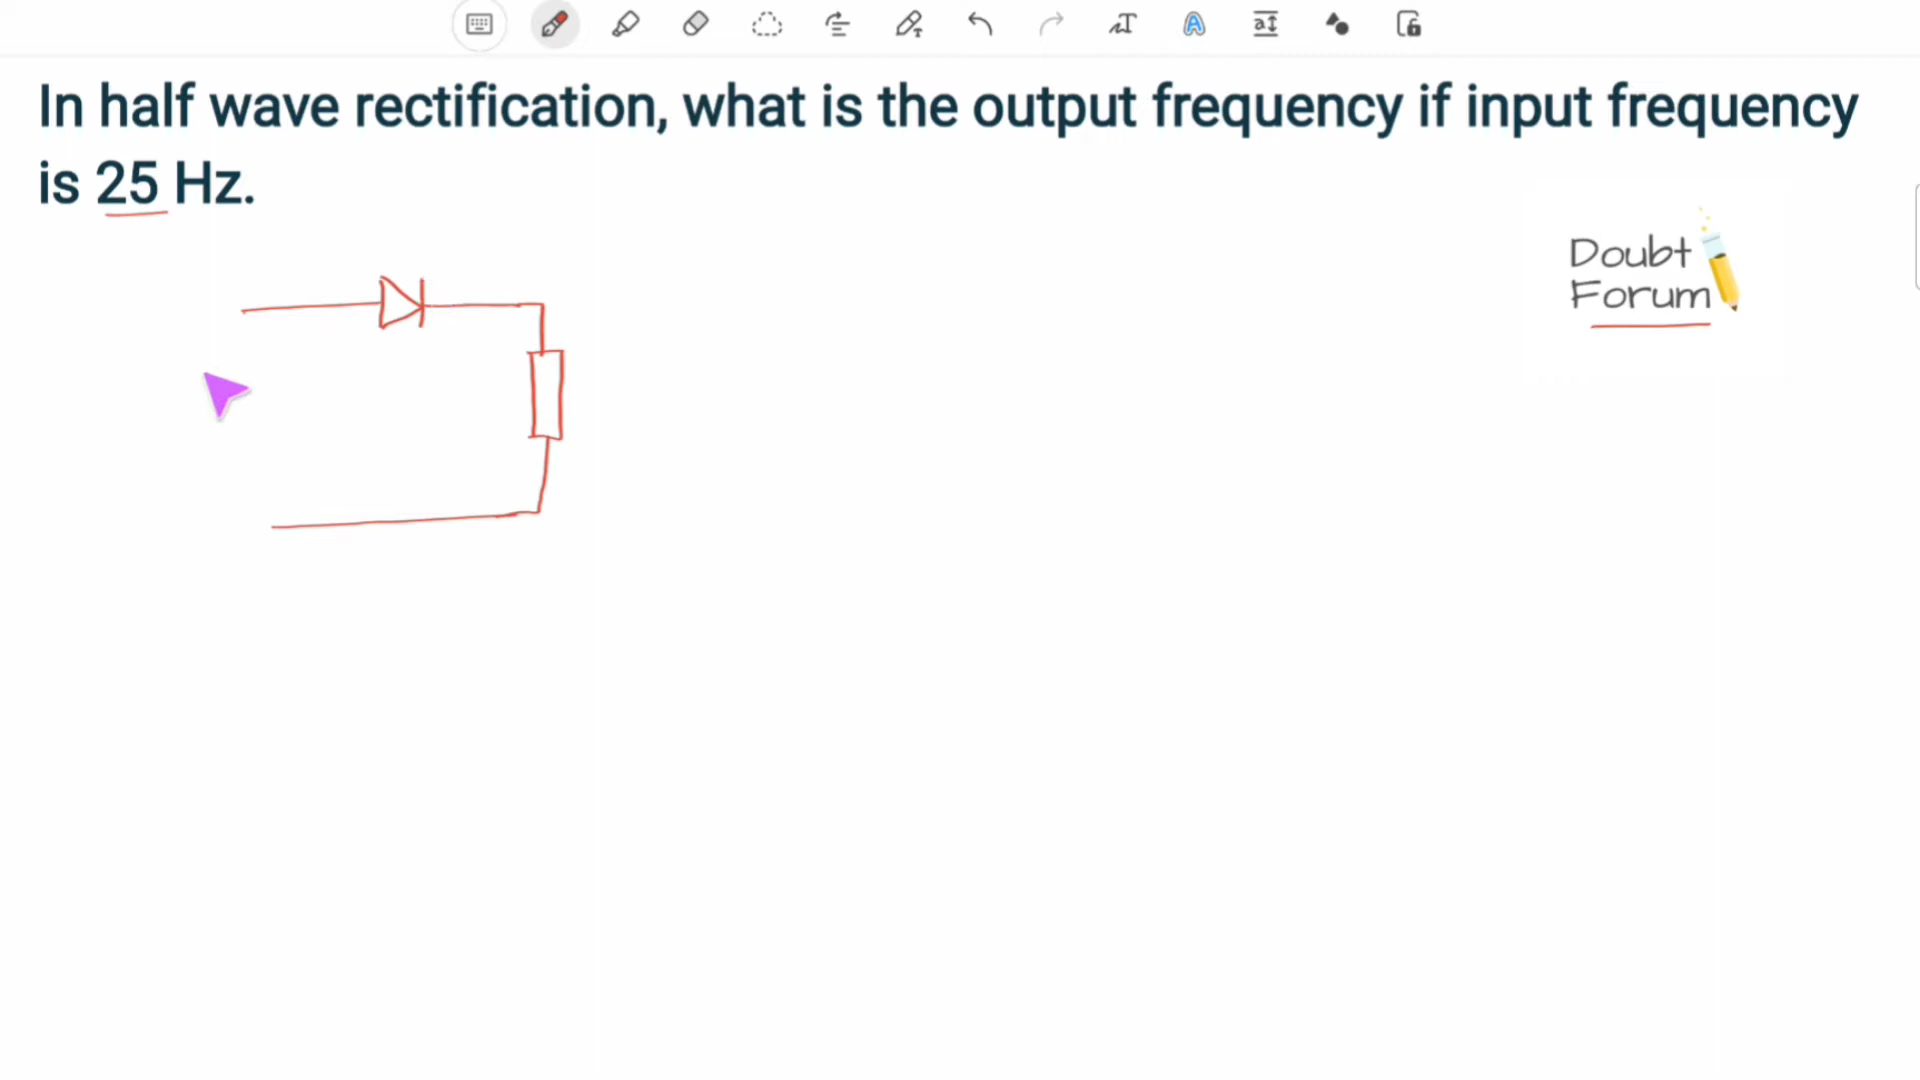 In half wave rectification, what is the output frequency if input frequency
is 25 Hz.
Doubt
Forum